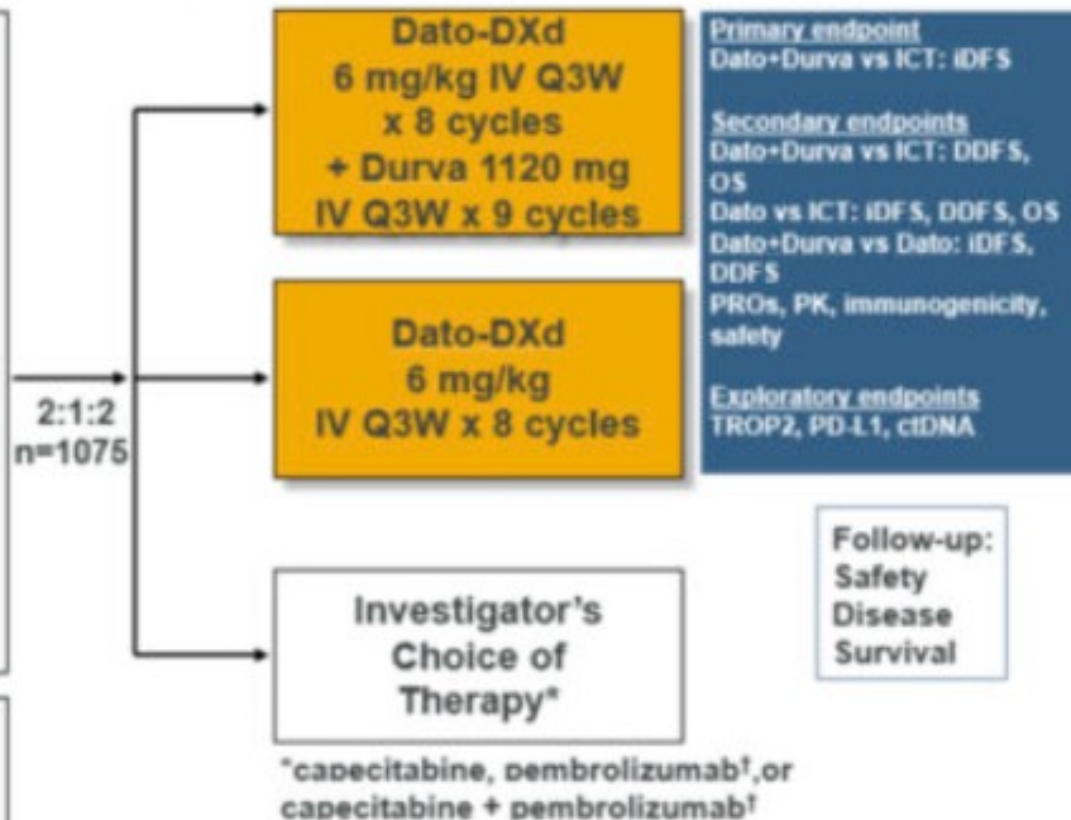 2:1:2
n=1075
Dato-DXd
6 mg/kg IV Q3W
x 8 cycles
+ Durva 1120 mg
IV Q3W x 9 cycles
Dato-DXd
6 mg/kg
IV Q3W x 8 cycles
Investigator's
Choice of
Therapy*
*capecitabine, pembrolizumab†,or
capecitabine + pembrolizumab†
Primary endpoint
Dato+Durva vs ICT: iDFS
Secondary endpoints
Dato+Durva vs ICT: DDFS,
OS
Dato vs ICT: iDFS, DDFS, OS
Dato+Durva vs Dato: iDFS,
DDFS
PROs, PK, immunogenicity,
safety
Exploratory endpoints
TROP2, PD-L1, ctDNA
Follow-up:
Safety
Disease
Survival